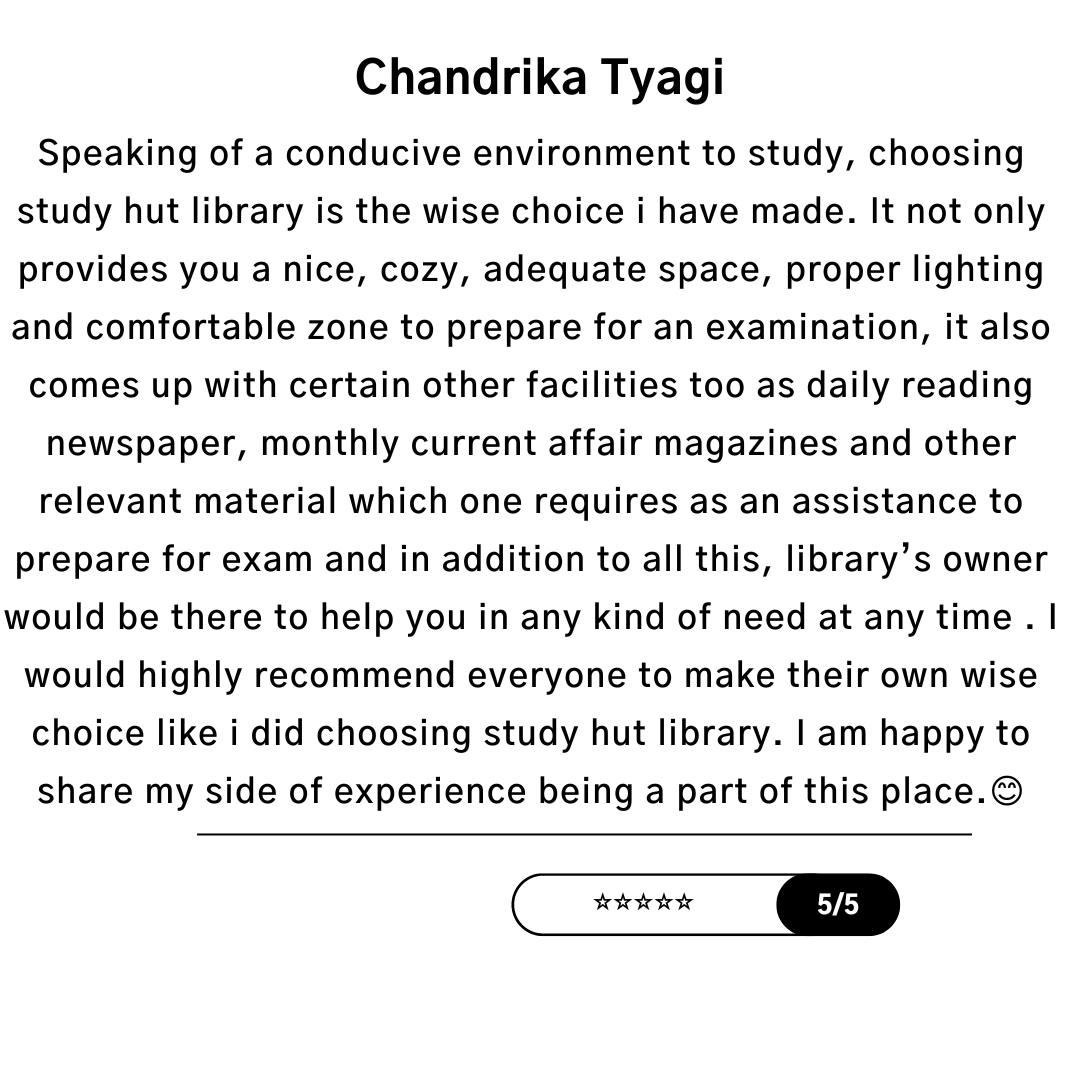 Chandrika Tyagi
Speaking of a conducive environment to study, choosing
study hut library is the wise choice i have made. It not only
provides you a nice, cozy, adequate space, proper lighting
and comfortable zone to prepare for an examination, it also
comes up with certain other facilities too as daily reading
newspaper, monthly current affair magazines and other
relevant material which one requires as an assistance to
prepare for exam and in addition to all this, library’s owner
would be there to help you in any kind of need at any time . I
would highly recommend everyone to make their own wise
choice like i did choosing study hut library. I am happy to
share my side of experience being a part of this place.😊
☆☆☆☆☆ 5/5